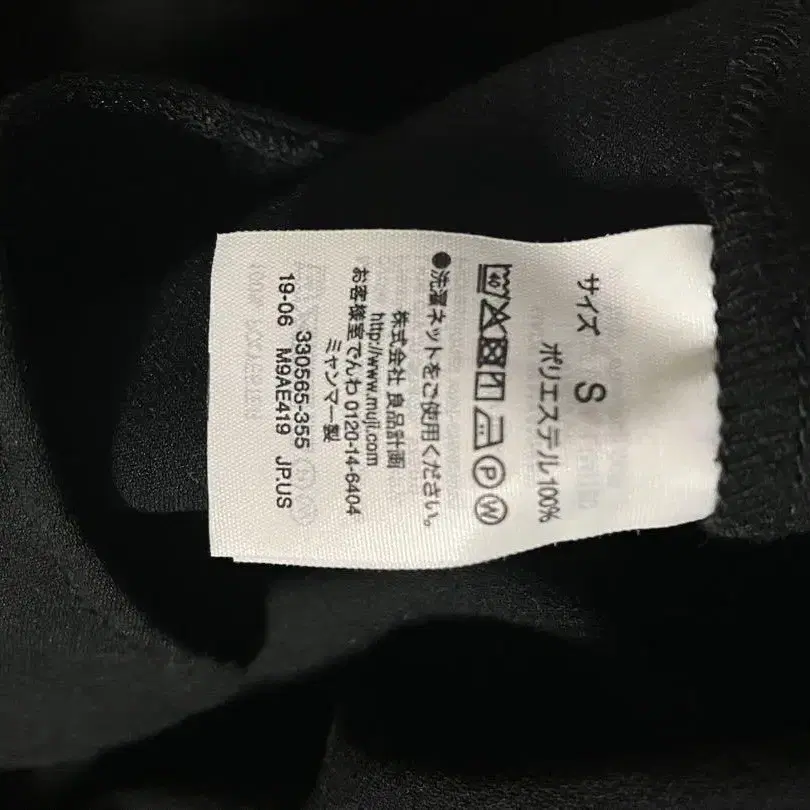 サイズ S
ポリエステル100%
40 P W
●洗濯ネットをご使用ください。
株式会社 良品計画
http://www.muji.com
お客様室でんわ 0120-14-6404
ミャンマー製
330565-355
19-06 M9AE419 JP.US